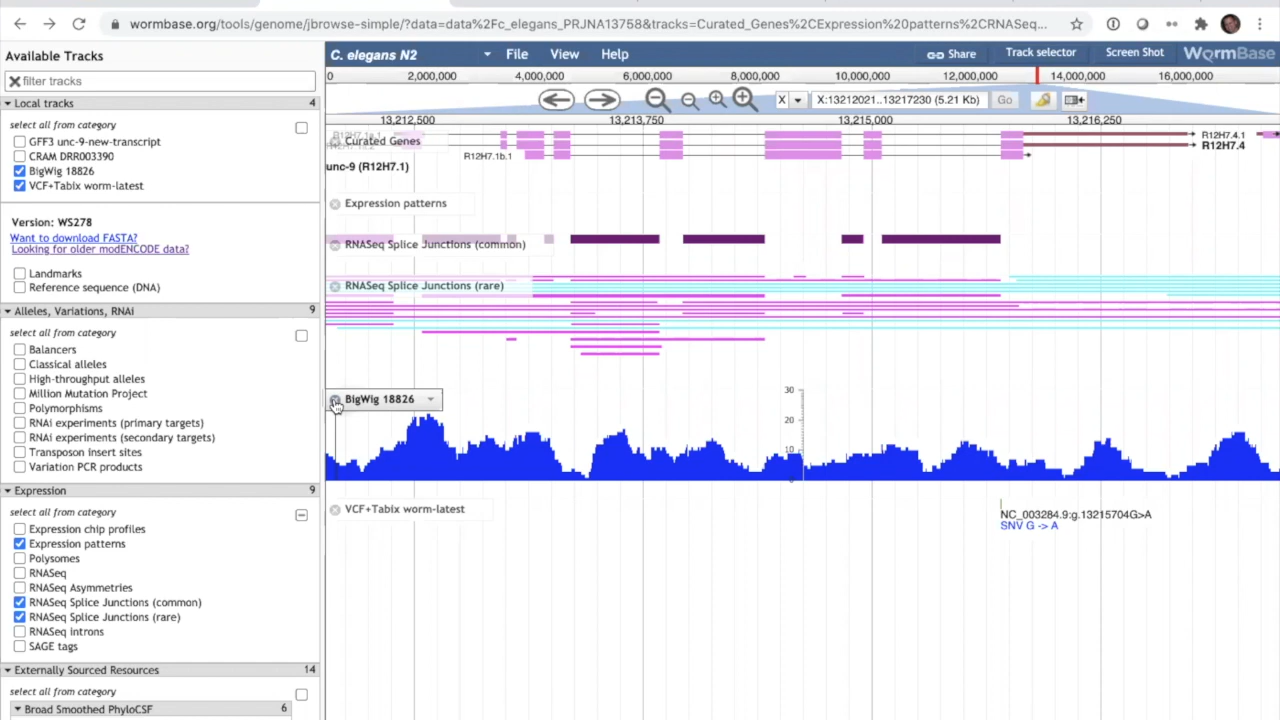 wormbase.org/tools/genome/jbrowse-simple/?data=data%2Fc_elegans_PRJNA13758&tracks=Curated_Genes%2CExpression%20patterns%2CRNASeq...
Available Tracks
filter tracks
Local tracks 4
select all from category
GFF3 unc-9-new-transcript
CRAM DRR003390
BigWig 18826
VCF+Tabix worm-latest
Version: WS278
Want to download FASTA?
Looking for older modENCODE data?
Landmarks
Reference sequence (DNA)
Alleles, Variations, RNAi 9
select all from category
Balancers
Classical alleles
High-throughput alleles
Million Mutation Project
Polymorphisms
RNAi experiments (primary targets)
RNAi experiments (secondary targets)
Transposon insert sites
Variation PCR products
Expression 9
select all from category
Expression chip profiles
Expression patterns
Polysomes
RNASeq
RNASeq Asymmetries
RNASeq Splice Junctions (common)
RNASeq Splice Junctions (rare)
RNASeq introns
SAGE tags
Externally Sourced Resources 14
select all from category
Broad Smoothed PhyloCSF 6
C. elegans N2 File View Help Share Track selector Screen Shot WormBase
0 2,000,000 4,000,000 6,000,000 8,000,000 10,000,000 12,000,000 14,000,000 16,000,000
X X:13212021..13217230 (5.21 Kb) Go
13,212,500 13,213,750 13,215,000 13,216,250
R12H7.4.1
Curated Genes R12H7.4
R12H7.1b.1
unc-9 (R12H7.1)
Expression patterns
RNASeq Splice Junctions (common)
RNASeq Splice Junctions (rare)
BigWig 18826
30
20
10
0
VCF+Tabix worm-latest
NC_003284.9:g.13215704G>A
SNV G -> A